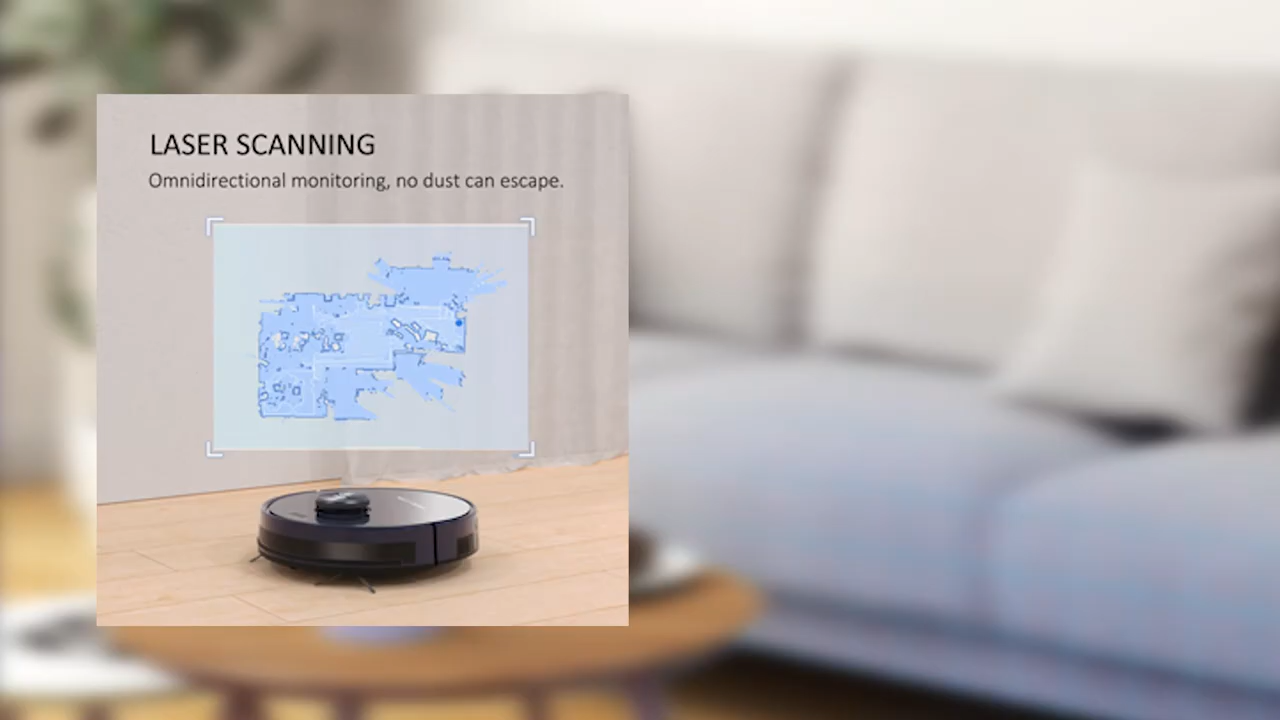 LASER SCANNING
Omnidirectional monitoring, no dust can escape.